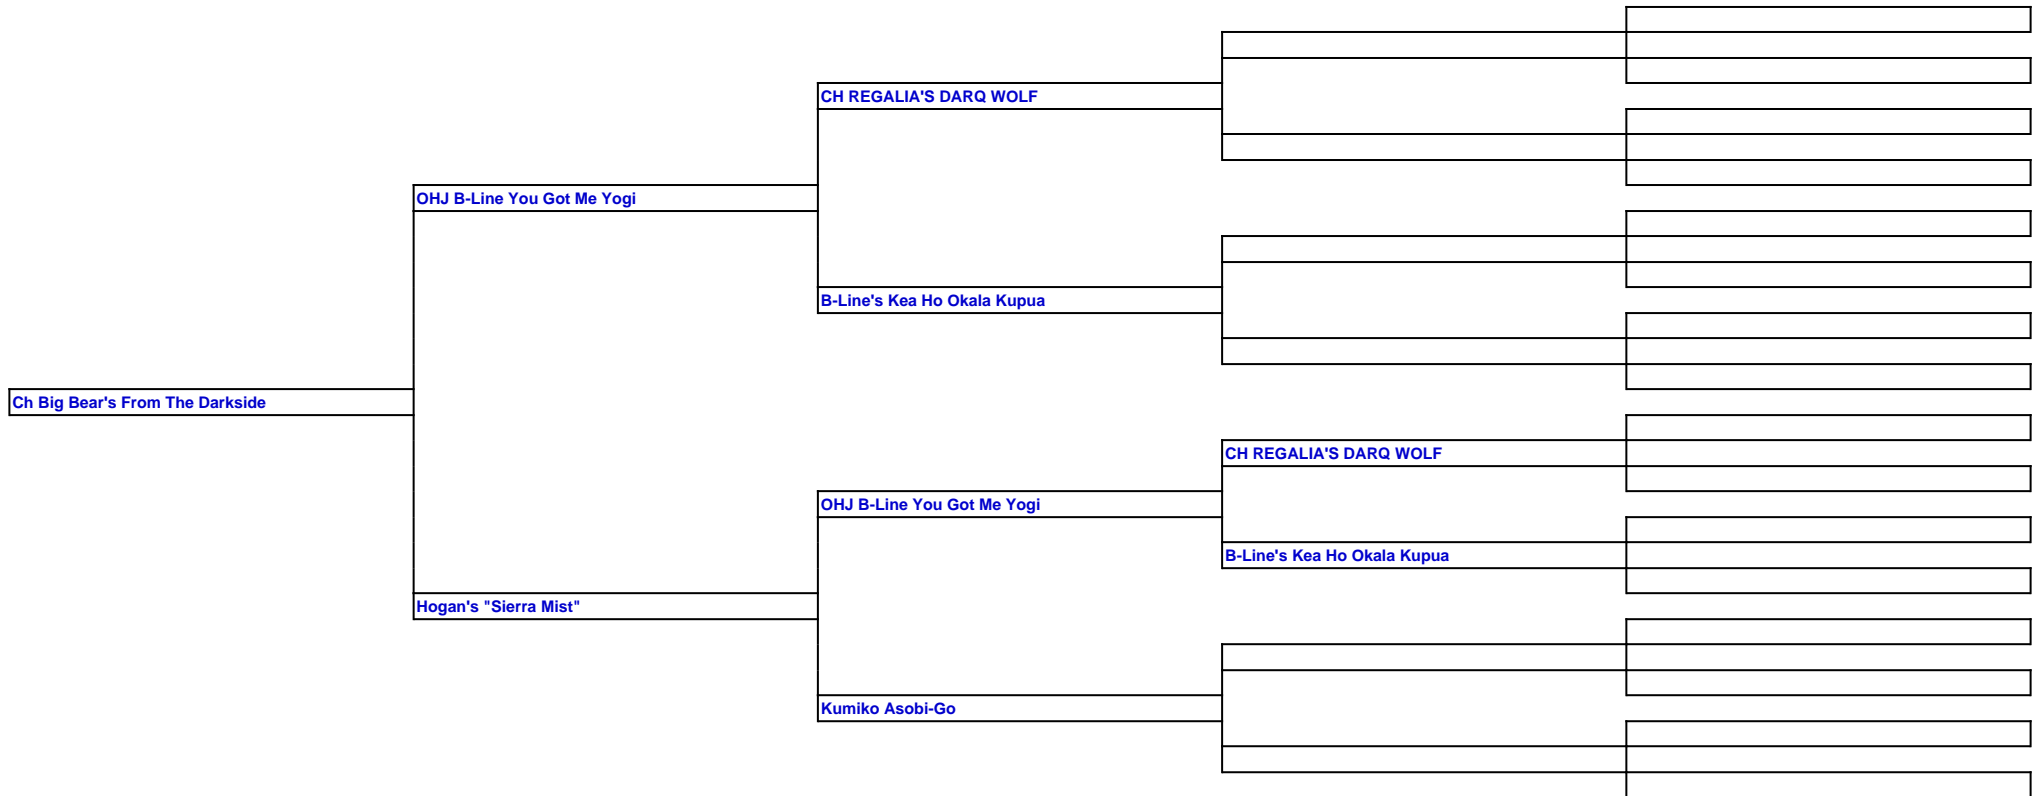 CH REGALIA'S DARQ WOLF
OHJ B-Line You Got Me Yogi
B-Line's Kea Ho Okala Kupua
Ch Big Bear's From The Darkside
CH REGALIA'S DARQ WOLF
OHJ B-Line You Got Me Yogi
B-Line's Kea Ho Okala Kupua
Hogan's "Sierra Mist"
Kumiko Asobi-Go